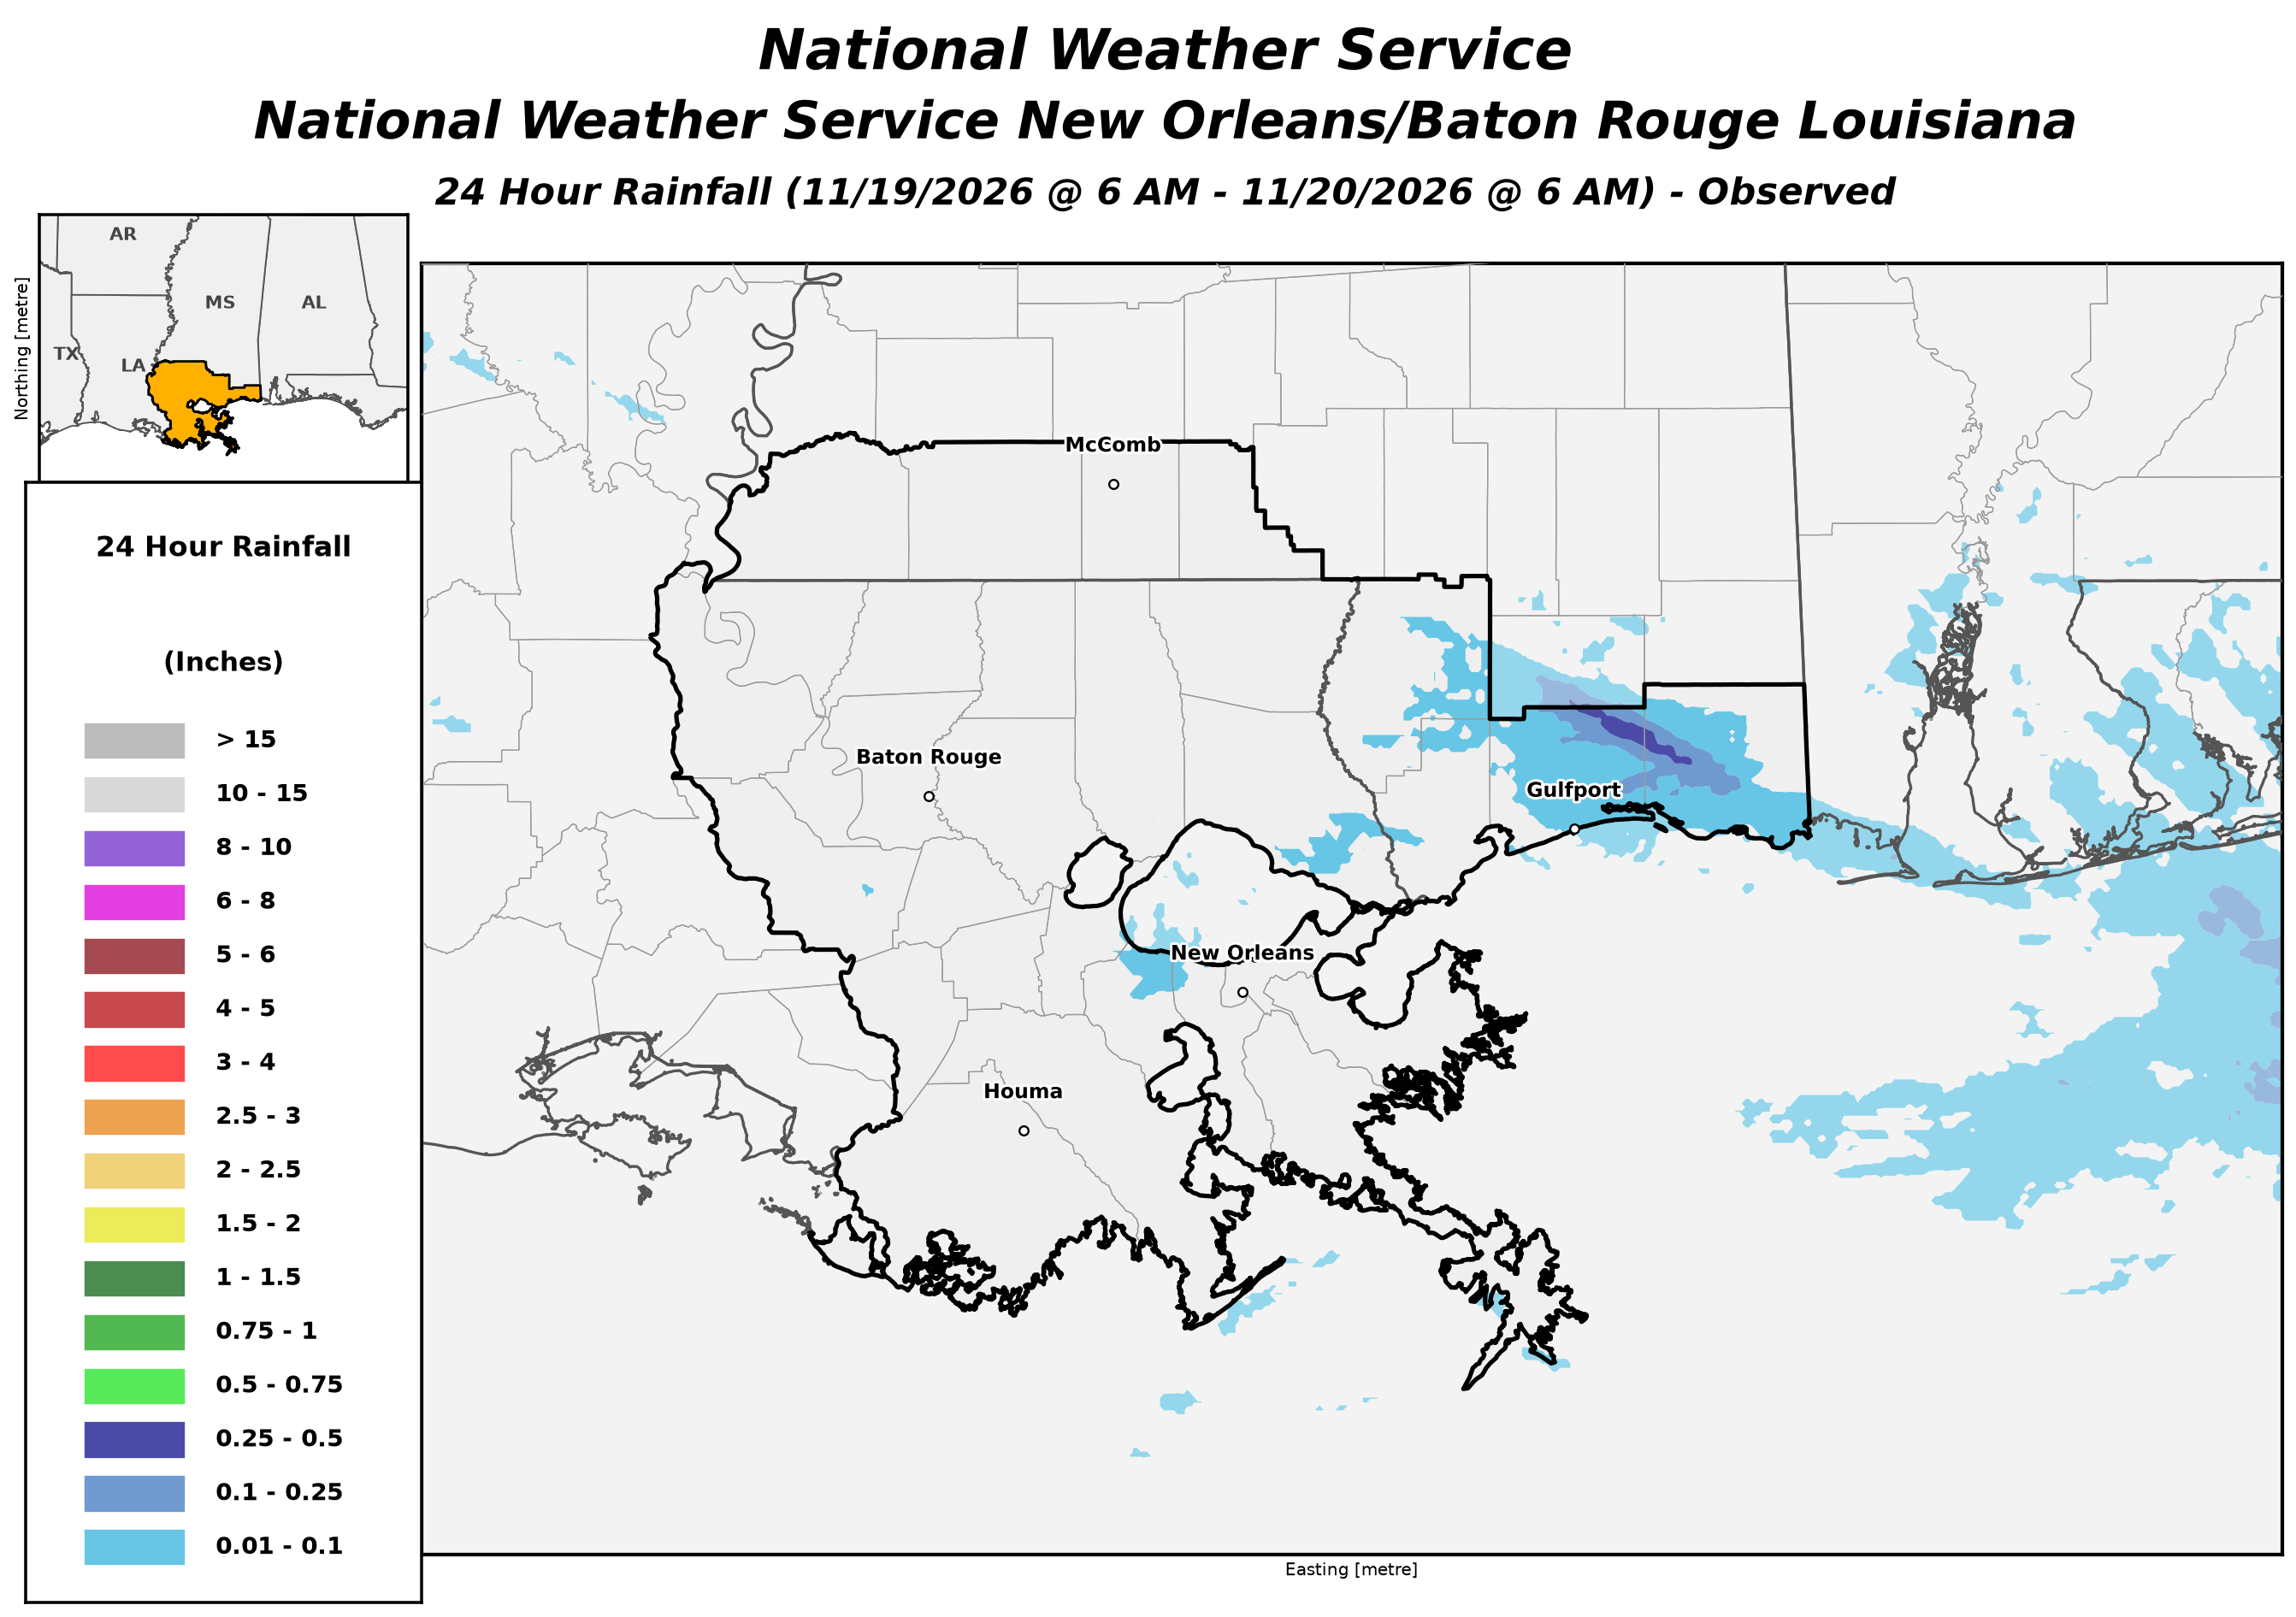 National Weather Service
National Weather Service New Orleans/Baton Rouge Louisiana
24 Hour Rainfall (11/19/2026 @ 6 AM - 11/20/2026 @ 6 AM) - Observed
Northing [metre]
AR
MS
AL
TX
LA
24 Hour Rainfall
(Inches)
> 15
10 - 15
8 - 10
6 - 8
5 - 6
4 - 5
3 - 4
2.5 - 3
2 - 2.5
1.5 - 2
1 - 1.5
0.75 - 1
0.5 - 0.75
0.25 - 0.5
0.1 - 0.25
0.01 - 0.1
McComb
Baton Rouge
Gulfport
New Orleans
Houma
Easting [metre]